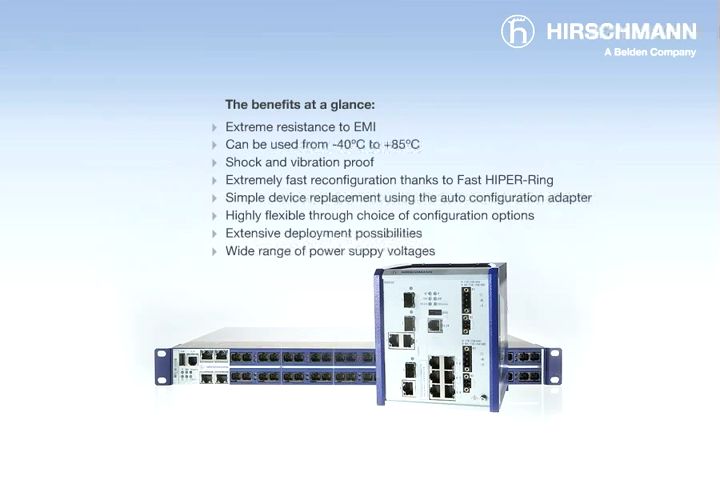 HIRSCHMANN
A Belden Company
The benefits at a glance:
Extreme resistance to EMI
Can be used from -40ºC to +85ºC
Shock and vibration proof
Extremely fast reconfiguration thanks to Fast HIPER-Ring
Simple device replacement using the auto configuration adapter
Highly flexible through choice of configuration options
Extensive deployment possibilities
Wide range of power suppy voltages
HIRSCHMANN